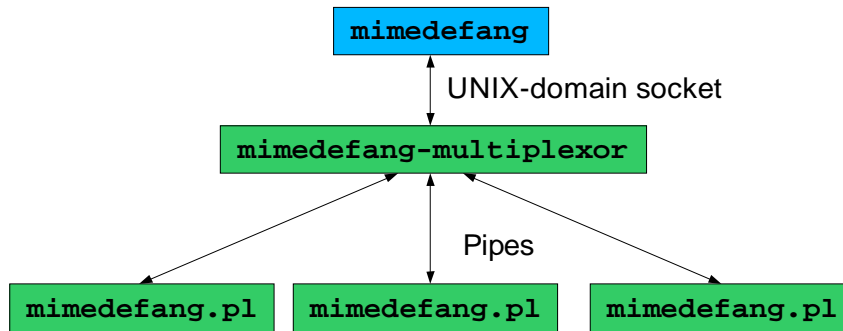 mimedefang
UNIX-domain socket
mimedefang-multiplexor
Pipes
mimedefang.pl
mimedefang.pl
mimedefang.pl